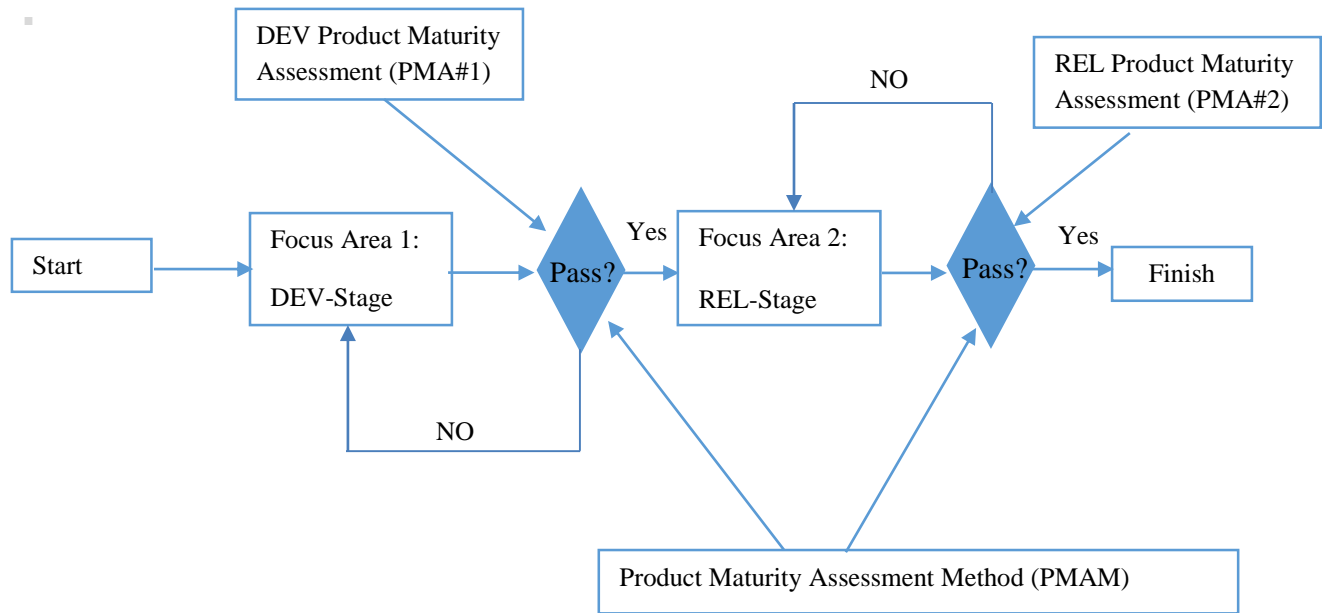 DEV Product Maturity
Assessment (PMA#1)
REL Product Maturity
Assessment (PMA#2)
NO
Start
Focus Area 1:
DEV-Stage
Pass?
Yes
Focus Area 2:
REL-Stage
Pass?
Yes
Finish
NO
Product Maturity Assessment Method (PMAM)